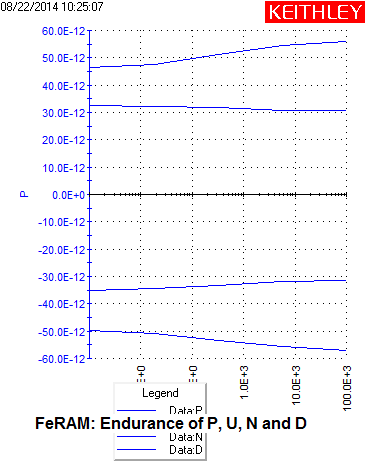 08/22/2014 10:25:07
KEITHLEY
60.0E-12
50.0E-12
40.0E-12
30.0E-12
20.0E-12
10.0E-12
0.0E+0
-10.0E-12
-20.0E-12
-30.0E-12
-40.0E-12
-50.0E-12
-60.0E-12
P
1.0E+3
10.0E+3
100.0E+3
Legend
Data:P
FeRAM: Endurance of P, U, N and D
Data:N
Data:D